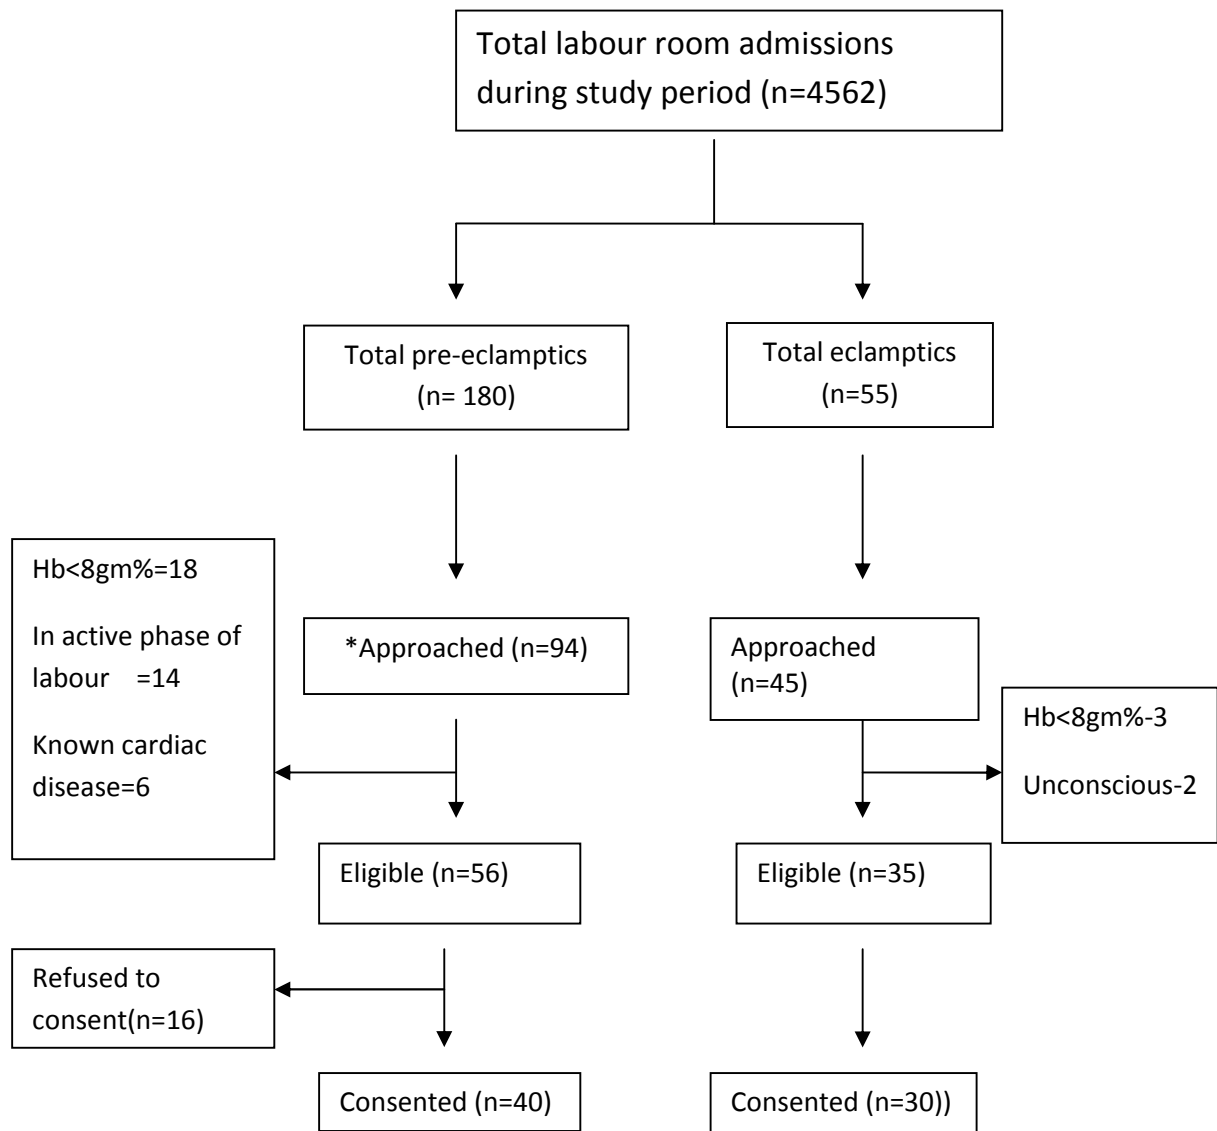 Total labour room admissions
during study period (n=4562)
Total pre-eclamptics
(n= 180)
Total eclamptics
(n=55)
Hb<8gm%=18
In active phase of
labour    =14
Known cardiac
disease=6
*Approached (n=94)
Approached
(n=45)
Hb<8gm%-3
Unconscious-2
Eligible (n=56)
Eligible (n=35)
Refused to
consent(n=16)
Consented (n=40)
Consented (n=30))